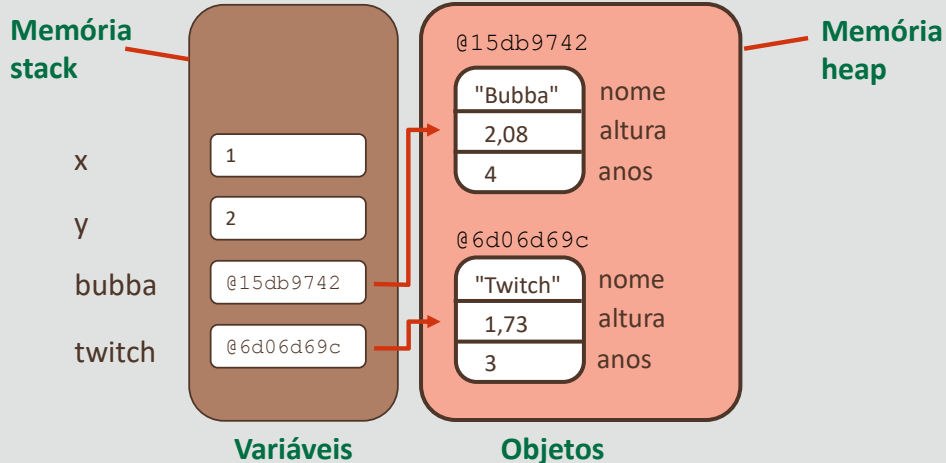 Memória
stack
@15db9742
Memória
heap
"Bubba" nome
2,08 altura
4 anos
x 1
y 2
@6d06d69c
bubba @15db9742
"Twitch" nome
1,73 altura
twitch @6d06d69c
3 anos
Variáveis
Objetos